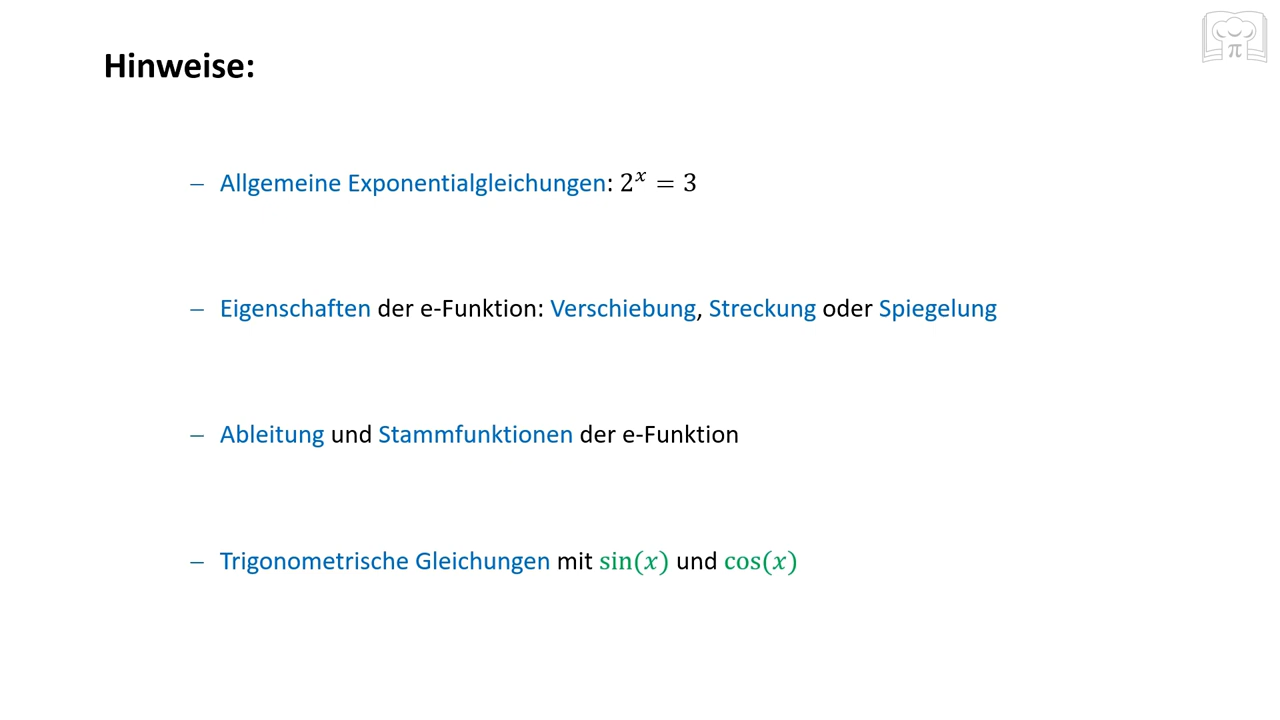 Hinweise:
– Allgemeine Exponentialgleichungen: 2ˣ = 3
– Eigenschaften der e-Funktion: Verschiebung, Streckung oder Spiegelung
– Ableitung und Stammfunktionen der e-Funktion
– Trigonometrische Gleichungen mit sin(x) und cos(x)
π